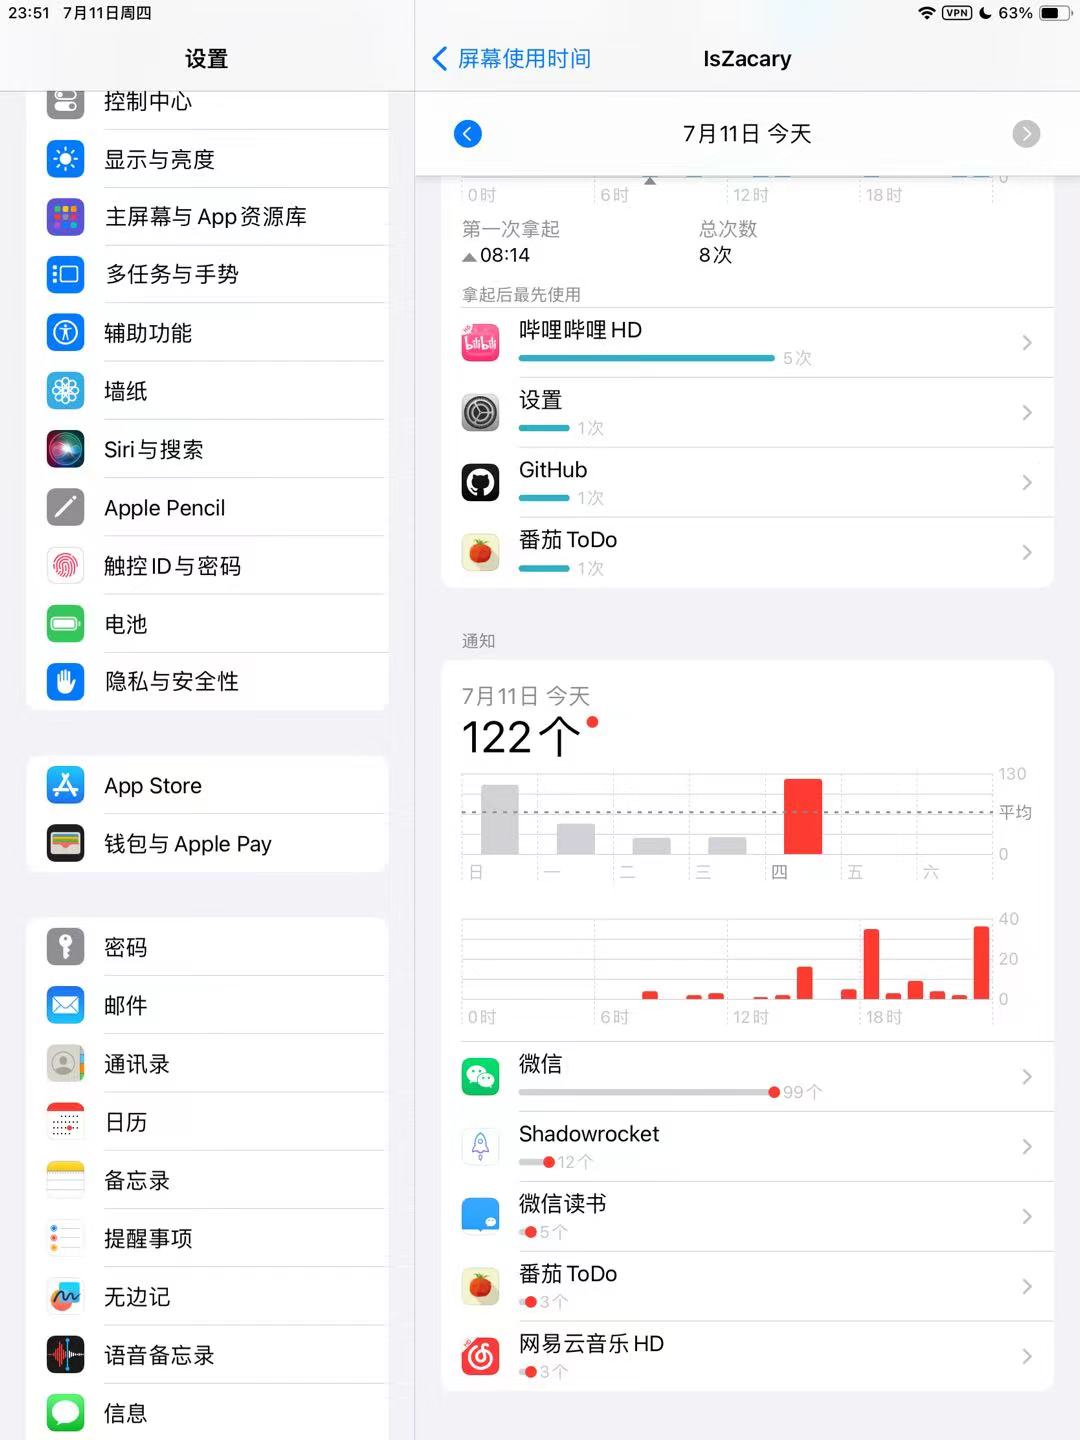 23:51 7月11日周四
VPN 63%
设置
控制中心
显示与亮度
主屏幕与 App 资源库
多任务与手势
辅助功能
墙纸
Siri与搜索
Apple Pencil
触控ID与密码
电池
隐私与安全性
App Store
钱包与 Apple Pay
密码
邮件
通讯录
日历
备忘录
提醒事项
无边记
语音备忘录
信息
屏幕使用时间
IsZacary
7月11日 今天
0
0时 6时 12时 18时
第一次拿起 总次数
08:14 8次
拿起后最先使用
HD
bilibili
哔哩哔哩 HD
5次
设置
1次
GitHub
1次
番茄 ToDo
1次
通知
7月11日 今天
122个
130
平均
0
日 一 二 三 四 五 六
40
20
0
0时 6时 12时 18时
微信
99个
Shadowrocket
12个
微信读书
5个
番茄 ToDo
3个
HD
网易云音乐 HD
3个